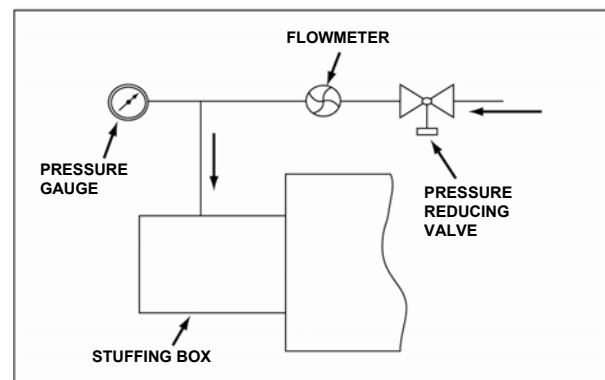 FLOWMETER
PRESSURE
GAUGE
PRESSURE
REDUCING
VALVE
STUFFING BOX